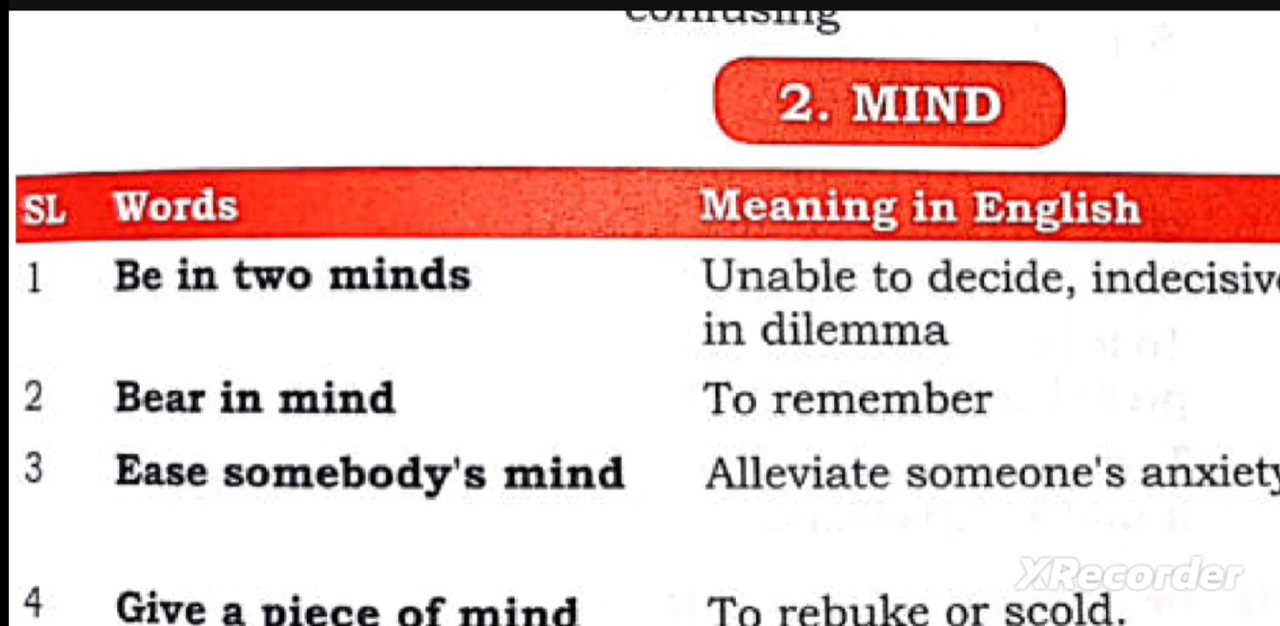 confusing
2. MIND
SL Words Meaning in English
1 Be in two minds Unable to decide, indecisive
in dilemma
2 Bear in mind To remember
3 Ease somebody's mind Alleviate someone's anxiety
4 Give a piece of mind To rebuke or scold.
XRecorder